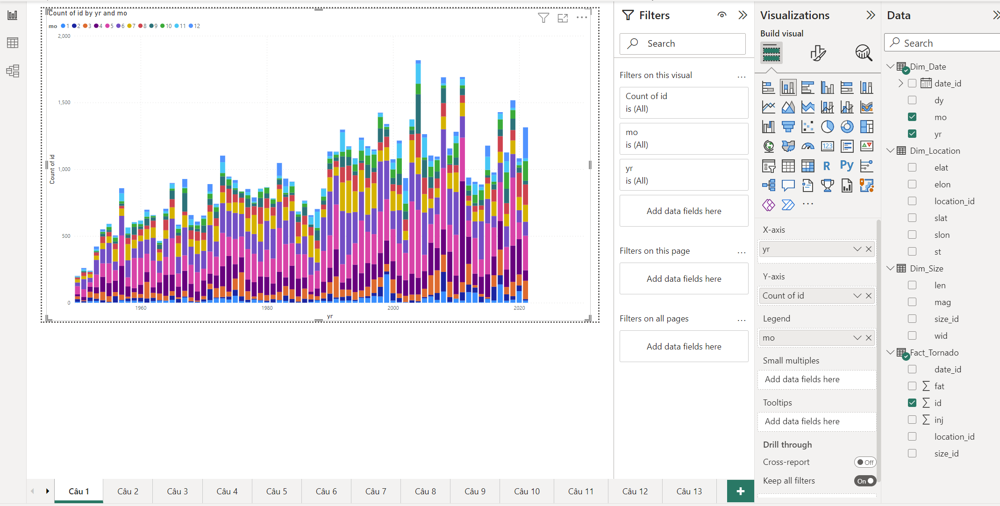 Count of id by yr and mo
mo 1 2 3 4 5 6 7 8 9 10 11 12
2,000
1,500
1,000
500
0
Count of id
1960 1980 2000 2020
yr
Filters
Search
Filters on this visual ...
Count of id
is (All)
mo
is (All)
yr
is (All)
Add data fields here
Filters on this page ...
Add data fields here
Filters on all pages ...
Add data fields here
Visualizations
Build visual
123
R Py
...
X-axis
yr
Y-axis
Count of id
Legend
mo
Small multiples
Add data fields here
Tooltips
Add data fields here
Drill through
Cross-report Off
Keep all filters On
Data
Search
Dim_Date
date_id
dy
mo
yr
Dim_Location
elat
elon
location_id
slat
slon
st
Dim_Size
len
mag
size_id
wid
Fact_Tornado
date_id
fat
id
inj
location_id
size_id
Câu 1 Câu 2 Câu 3 Câu 4 Câu 5 Câu 6 Câu 7 Câu 8 Câu 9 Câu 10 Câu 11 Câu 12 Câu 13